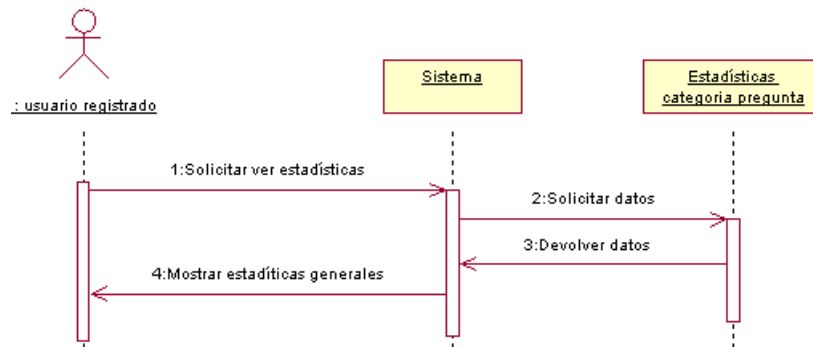 : usuario registrado
Sistema
Estadísticas
categoria pregunta
1:Solicitar ver estadísticas
2:Solicitar datos
3:Devolver datos
4:Mostrar estadíticas generales